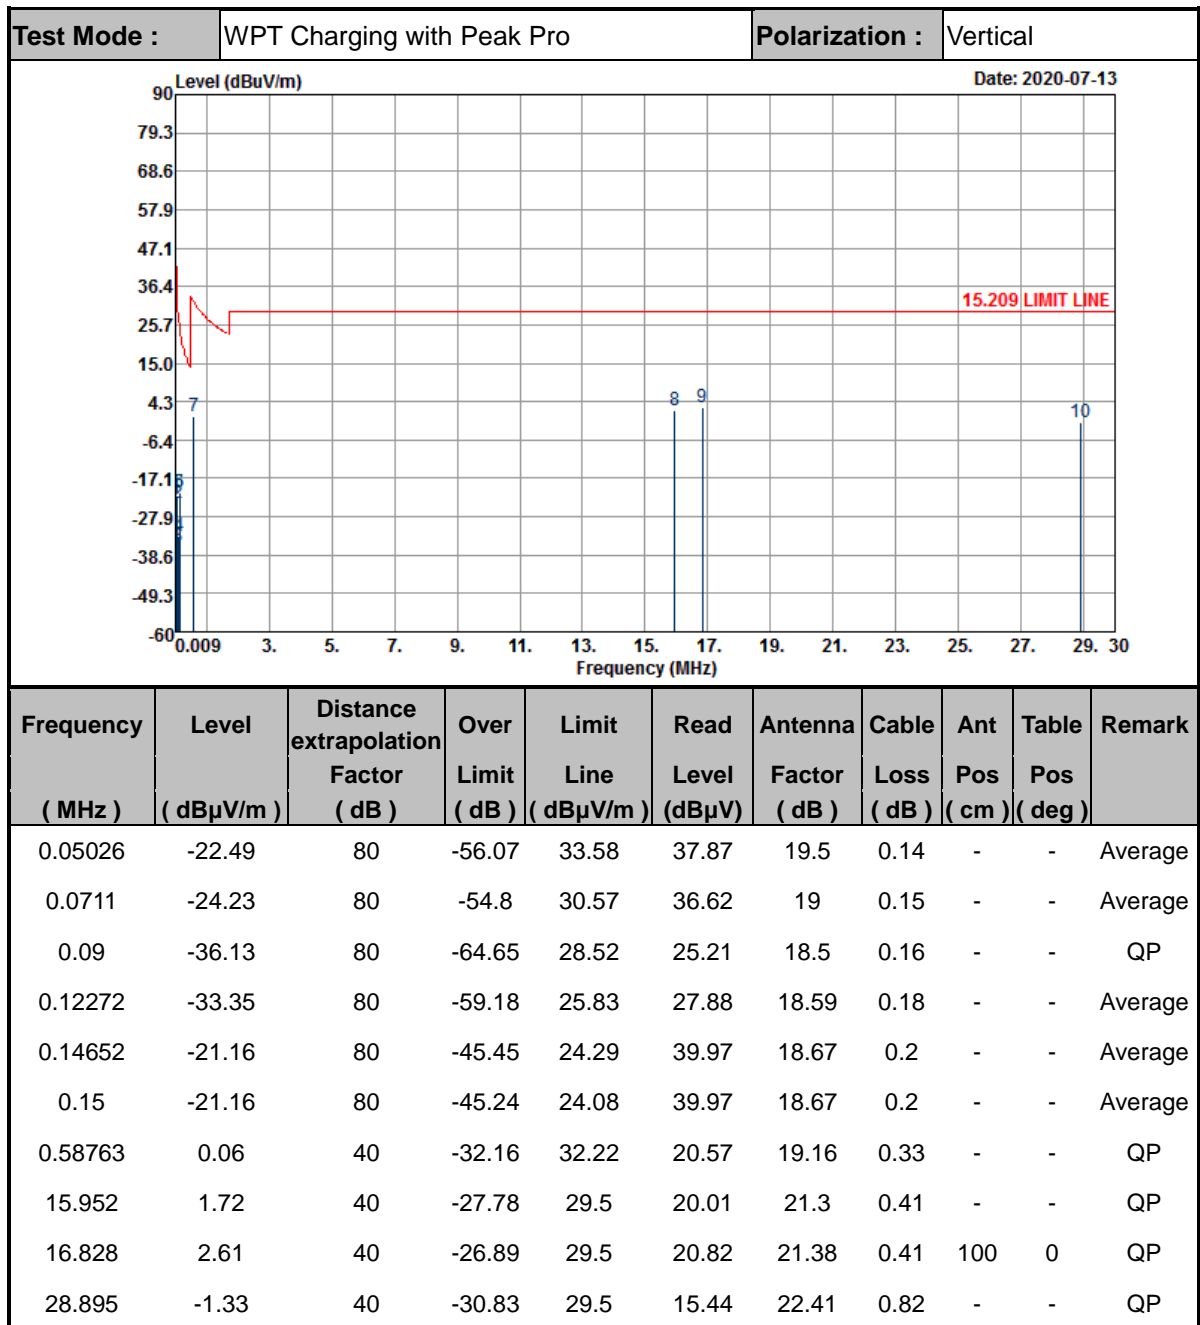 Test Mode : WPT Charging with Peak Pro Polarization : Vertical
Level (dBuV/m) Date: 2020-07-13
90
79.3
68.6
57.9
47.1
36.4
15.209 LIMIT LINE
25.7
15.0
4.3
7 8 9 10
-6.4
-17.1
-27.9
-38.6
-49.3
-60
0.009 3. 5. 7. 9. 11. 13. 15. 17. 19. 21. 23. 25. 27. 29. 30
Frequency (MHz)
Frequency Level Distance extrapolation Over Limit Read Antenna Cable Ant Table Remark
Factor Limit Line Level Factor Loss Pos Pos
( MHz ) ( dBµV/m ) ( dB ) ( dB ) ( dBµV/m ) (dBµV) ( dB ) ( dB ) ( cm ) ( deg )
0.05026 -22.49 80 -56.07 33.58 37.87 19.5 0.14 - - Average
0.0711 -24.23 80 -54.8 30.57 36.62 19 0.15 - - Average
0.09 -36.13 80 -64.65 28.52 25.21 18.5 0.16 - - QP
0.12272 -33.35 80 -59.18 25.83 27.88 18.59 0.18 - - Average
0.14652 -21.16 80 -45.45 24.29 39.97 18.67 0.2 - - Average
0.15 -21.16 80 -45.24 24.08 39.97 18.67 0.2 - - Average
0.58763 0.06 40 -32.16 32.22 20.57 19.16 0.33 - - QP
15.952 1.72 40 -27.78 29.5 20.01 21.3 0.41 - - QP
16.828 2.61 40 -26.89 29.5 20.82 21.38 0.41 100 0 QP
28.895 -1.33 40 -30.83 29.5 15.44 22.41 0.82 - - QP